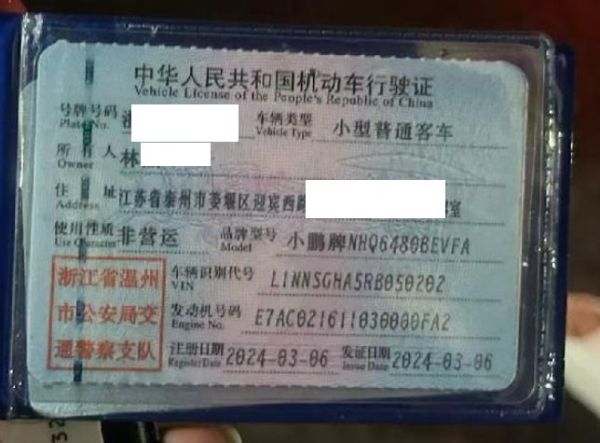 中华人民共和国机动车行驶证
Vehicle License of the People's Republic of China
号牌号码 车辆类型 小型普通客车
Plate No. Vehicle Type
所有人 林
Owner
住址 江苏省泰州市姜堰区迎宾西路 室
Address
使用性质 非营运 品牌型号 小鹏牌NHQ6480BEVFA
Use Character Model
浙江省温州
市公安局交
通警察支队
车辆识别代号 L1NNSGHA5RB050202
VIN
发动机号码 E7AC021611030000FA2
Engine No.
注册日期 2024-03-06 发证日期 2024-03-06
Register Date Issue Date